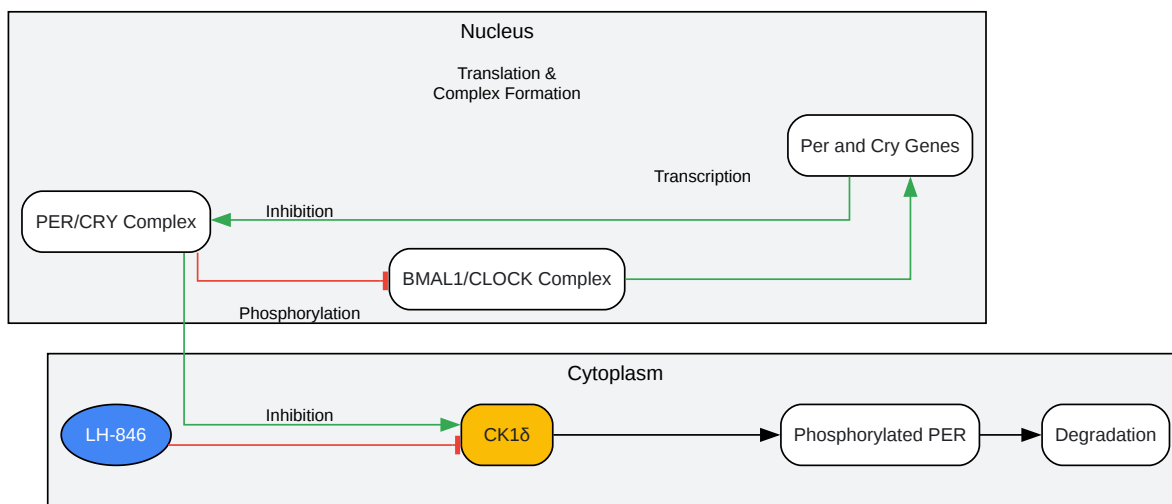 Nucleus
Translation &
Complex Formation
Per and Cry Genes
Transcription
PER/CRY Complex
Inhibition
BMAL1/CLOCK Complex
Phosphorylation
Cytoplasm
Inhibition
LH-846
CK1δ
Phosphorylated PER
Degradation